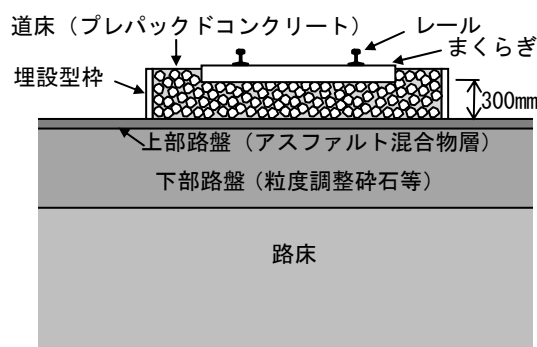 道床（プレパックドコンクリート）
レール
まくらぎ
埋設型枠
300mm
上部路盤（アスファルト混合物層）
下部路盤（粒度調整砕石等）
路床